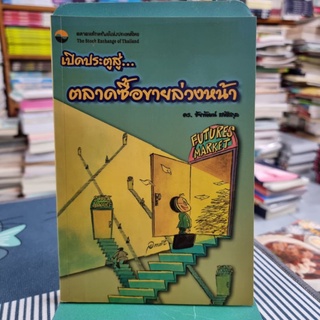 ตลาดหลักทรัพย์แห่งประเทศไทย
The Stock Exchange of Thailand
เปิดประตูสู่...
ตลาดซื้อขายล่วงหน้า
ดร.
FUTURES
MARKET